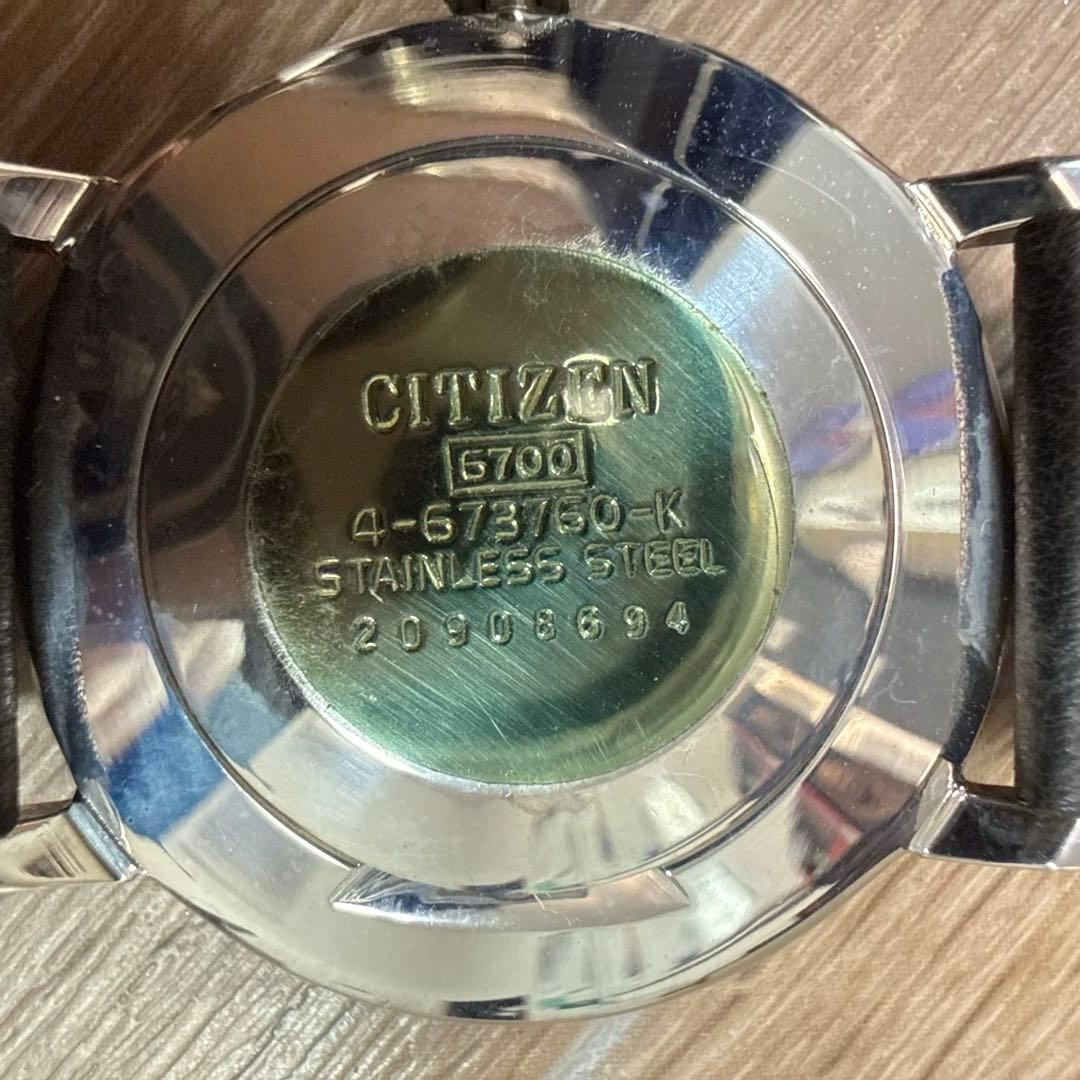 CITIZEN
6700
4-673760-K
STAINLESS STEEL
20908694